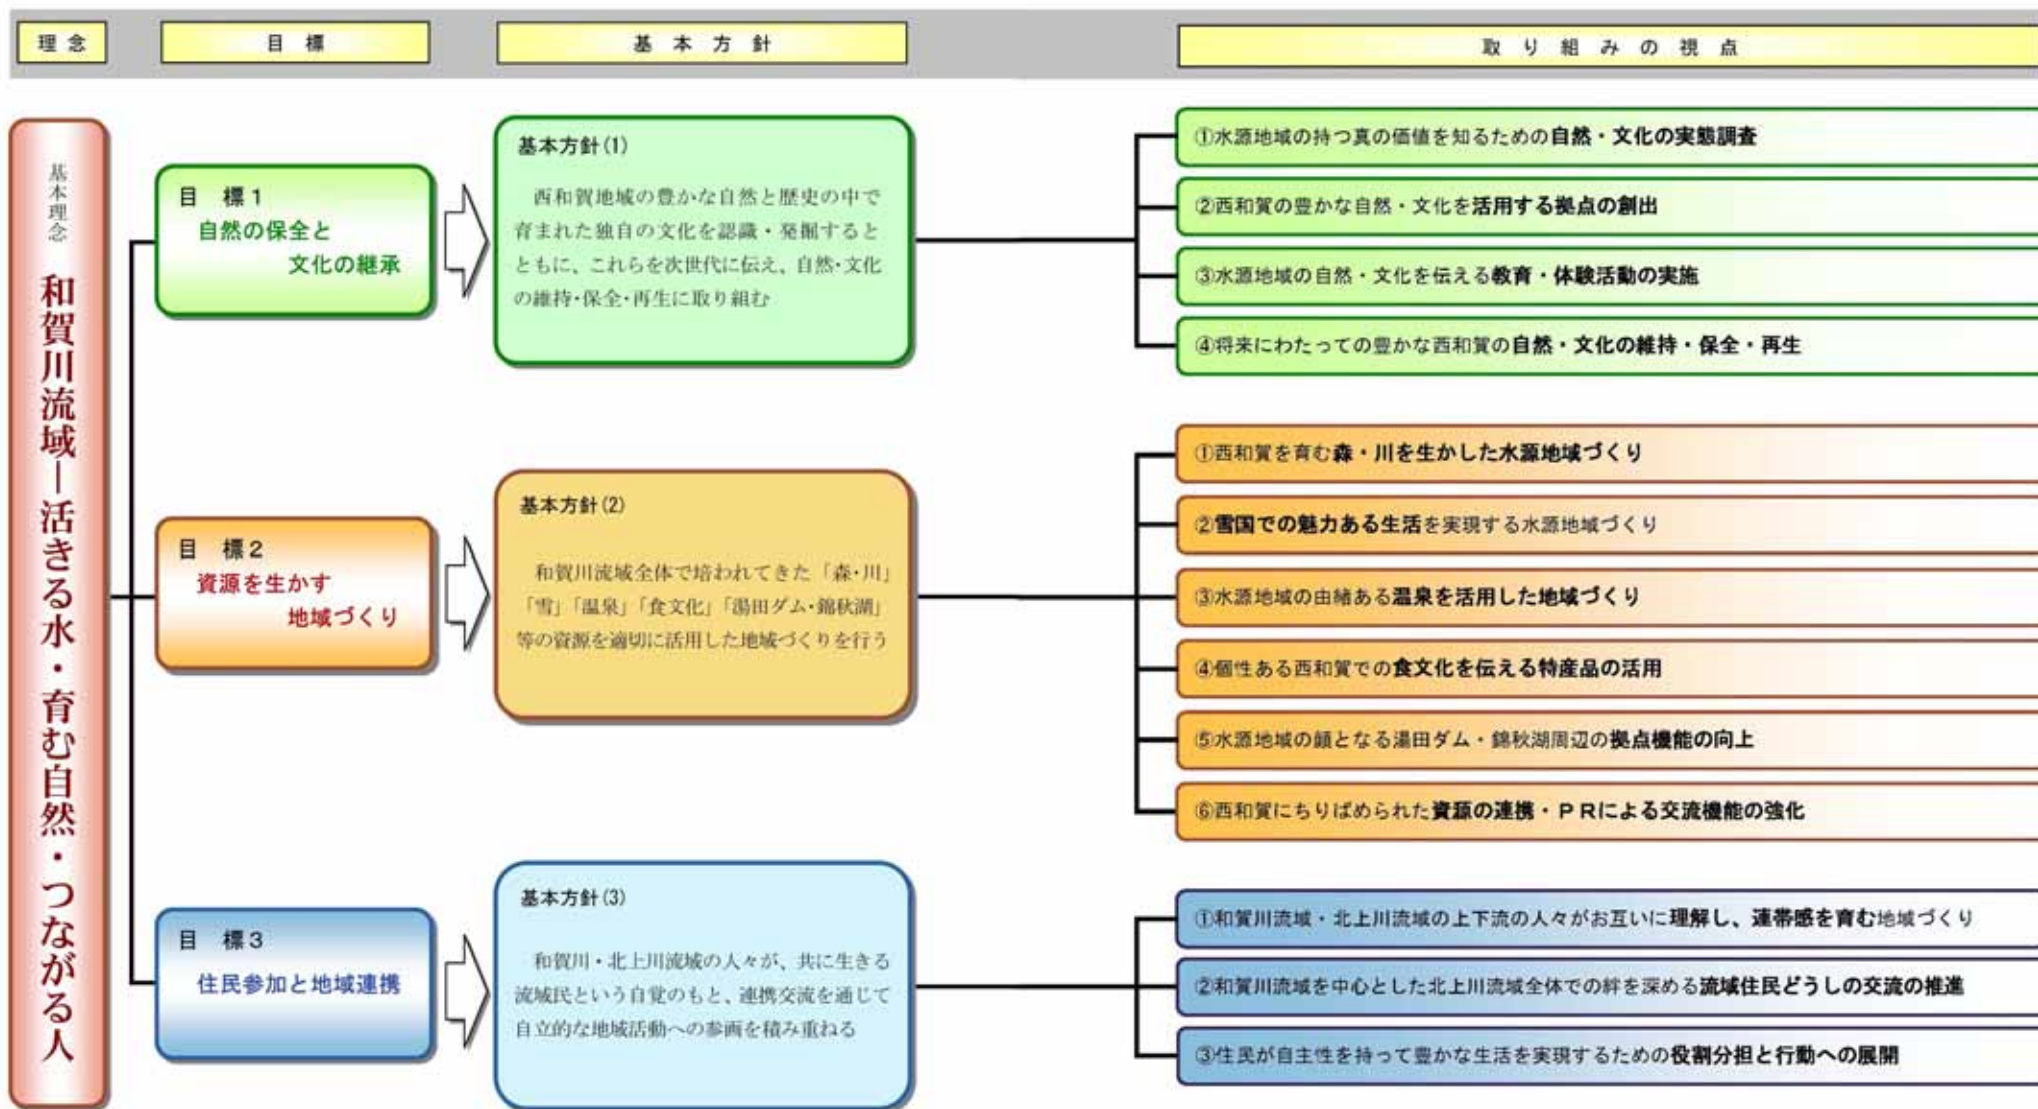 理念
目標
基本方針
取り組みの視点
基本理念
和賀川流域―活きる水・育む自然・つながる人
目 標1
自然の保全と
文化の継承
基本方針(1)
西和賀地域の豊かな自然と歴史の中で
育まれた独自の文化を認識・発掘すると
ともに、これらを次世代に伝え、自然・文化
の維持・保全・再生に取り組む
①水源地域の持つ真の価値を知るための自然・文化の実態調査
②西和賀の豊かな自然・文化を活用する拠点の創出
③水源地域の自然・文化を伝える教育・体験活動の実施
④将来にわたっての豊かな西和賀の自然・文化の維持・保全・再生
目 標2
資源を生かす
地域づくり
基本方針(2)
和賀川流域全体で培われてきた「森・川」
「雪」「温泉」「食文化」「湯田ダム・錦秋湖」
等の資源を適切に活用した地域づくりを行う
①西和賀を育む森・川を生かした水源地域づくり
②雪国での魅力ある生活を実現する水源地域づくり
③水源地域の由緒ある温泉を活用した地域づくり
④個性ある西和賀での食文化を伝える特産品の活用
⑤水源地域の顔となる湯田ダム・錦秋湖周辺の拠点機能の向上
⑥西和賀にちりばめられた資源の連携・PRによる交流機能の強化
目 標3
住民参加と地域連携
基本方針(3)
和賀川・北上川流域の人々が、共に生きる
流域民という自覚のもと、連携交流を通じて
自立的な地域活動への参画を積み重ねる
①和賀川流域・北上川流域の上下流の人々がお互いに理解し、連帯感を育む地域づくり
②和賀川流域を中心とした北上川流域全体での絆を深める流域住民どうしの交流の推進
③住民が自主性を持って豊かな生活を実現するための役割分担と行動への展開